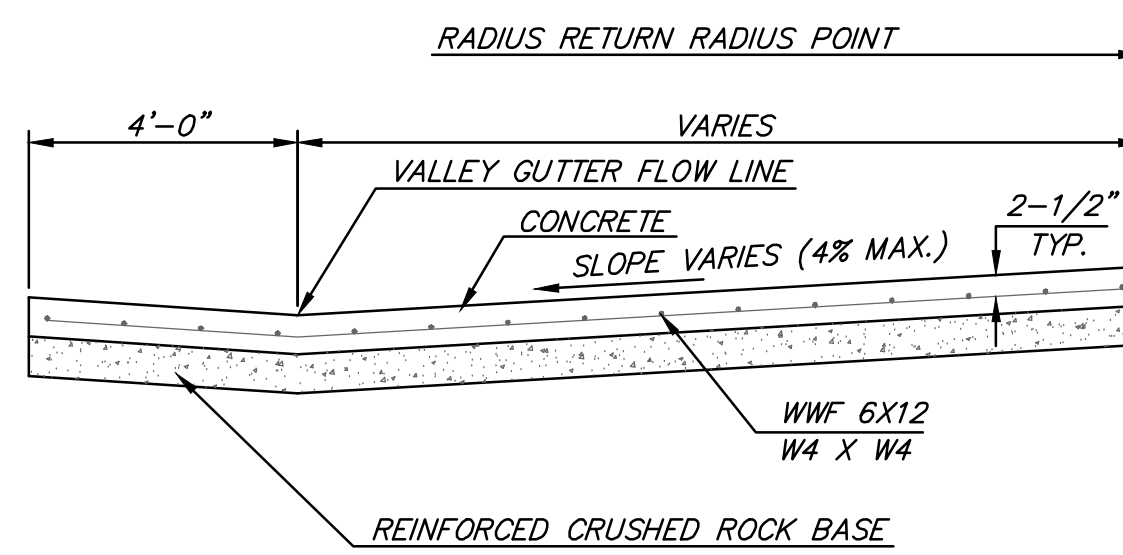 RADIUS RETURN RADIUS POINT
4'-0"
VARIES
VALLEY GUTTER FLOW LINE
CONCRETE
2-1/2"
TYP.
SLOPE VARIES (4% MAX.)
WWF 6X12
W4 X W4
REINFORCED CRUSHED ROCK BASE